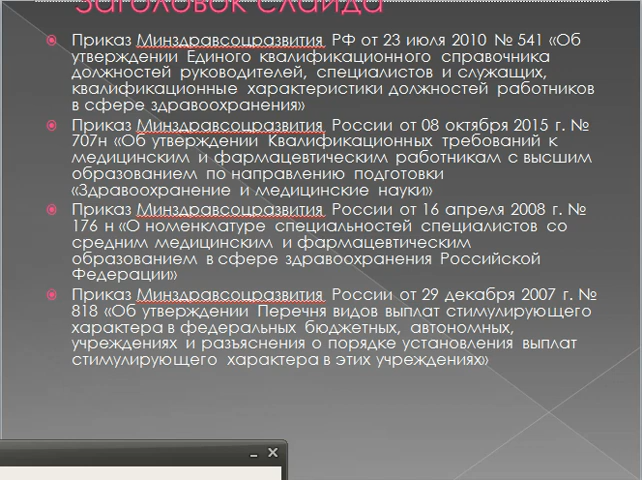 Заголовок слайда
Приказ Минздравсоцразвития РФ от 23 июля 2010 № 541 «Об
утверждении Единого квалификационного справочника
должностей руководителей, специалистов и служащих,
квалификационные характеристики должностей работников
в сфере здравоохранения»
Приказ Минздравсоцразвития России от 08 октября 2015 г. №
707н «Об утверждении Квалификационных требований к
медицинским и фармацевтическим работникам с высшим
образованием по направлению подготовки
«Здравоохранение и медицинские науки»
Приказ Минздравсоцразвития России от 16 апреля 2008 г. №
176 н «О номенклатуре специальностей специалистов со
средним медицинским и фармацевтическим
образованием в сфере здравоохранения Российской
Федерации»
Приказ Минздравсоцразвития России от 29 декабря 2007 г. №
818 «Об утверждении Перечня видов выплат стимулирующего
характера в федеральных бюджетных, автономных,
учреждениях и разъяснения о порядке установления выплат
стимулирующего характера в этих учреждениях»